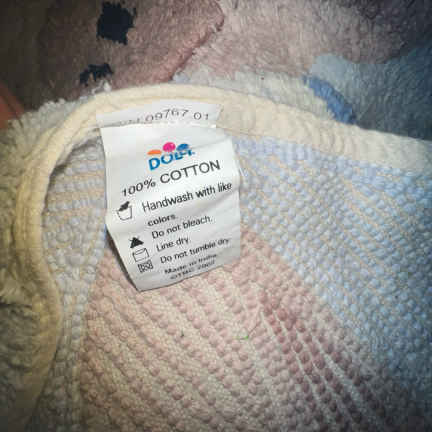 09767 01
100% COTTON
Handwash with like
colors.
Do not bleach.
Line dry.
Do not tumble dry.
Made in India.